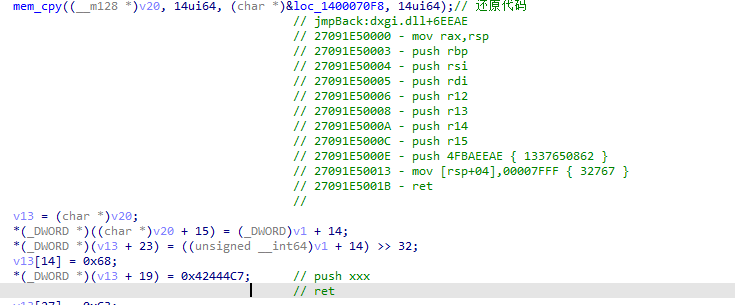 mem_cpy((__m128 *)v20, 14ui64, (char *)&loc_1400070F8, 14ui64);// 还原代码
// jmpBack:dxgi.dll+6EEAE
// 27091E50000 - mov rax,rsp
// 27091E50003 - push rbp
// 27091E50004 - push rsi
// 27091E50005 - push rdi
// 27091E50006 - push r12
// 27091E50008 - push r13
// 27091E5000A - push r14
// 27091E5000C - push r15
// 27091E5000E - push 4FBAEEAE { 1337650862 }
// 27091E50013 - mov [rsp+04],00007FFF { 32767 }
// 27091E5001B - ret
//
v13 = (char *)v20;
*(_DWORD *)((char *)v20 + 15) = (_DWORD)v1 + 14;
*(_DWORD *)(v13 + 23) = ((unsigned __int64)v1 + 14) >> 32;
v13[14] = 0x68;
*(_DWORD *)(v13 + 19) = 0x42444C7; // push xxx
// ret